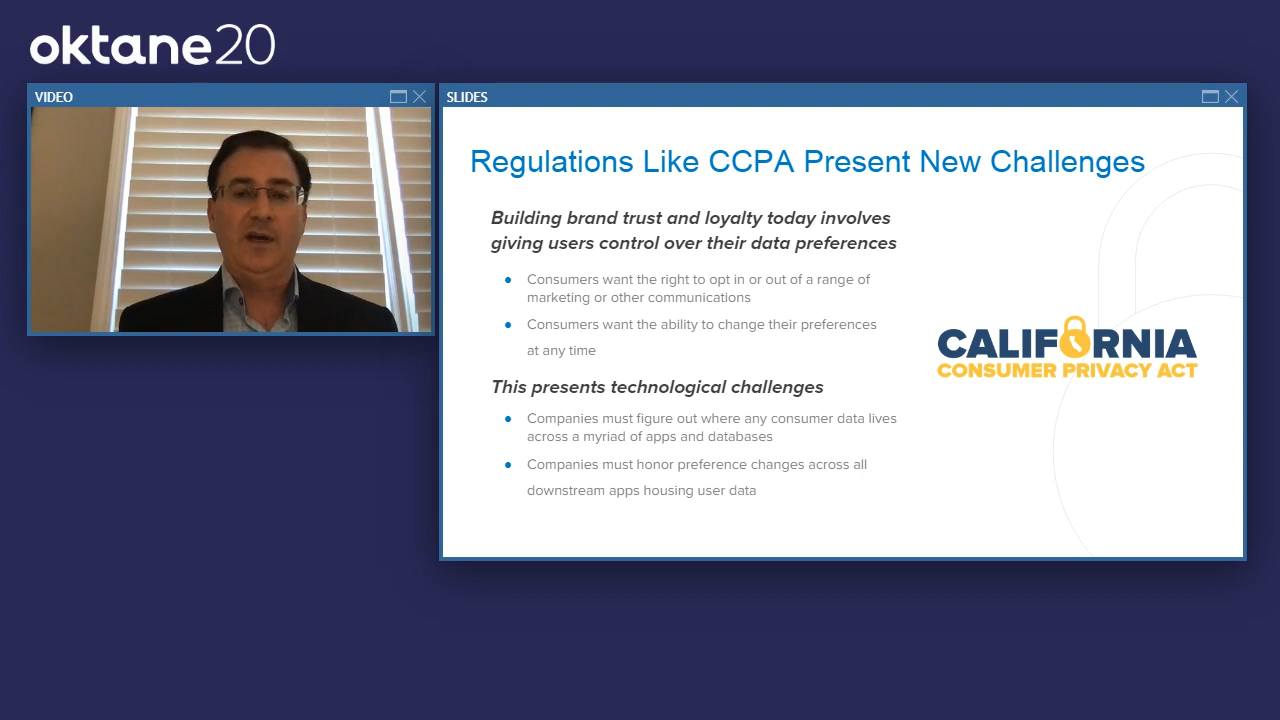 oktane20
VIDEO
SLIDES
Regulations Like CCPA Present New Challenges
Building brand trust and loyalty today involves
giving users control over their data preferences
● Consumers want the right to opt in or out of a range of
marketing or other communications
● Consumers want the ability to change their preferences
at any time
This presents technological challenges
● Companies must figure out where any consumer data lives
across a myriad of apps and databases
● Companies must honor preference changes across all
downstream apps housing user data
CALIFORNIA
CONSUMER PRIVACY ACT